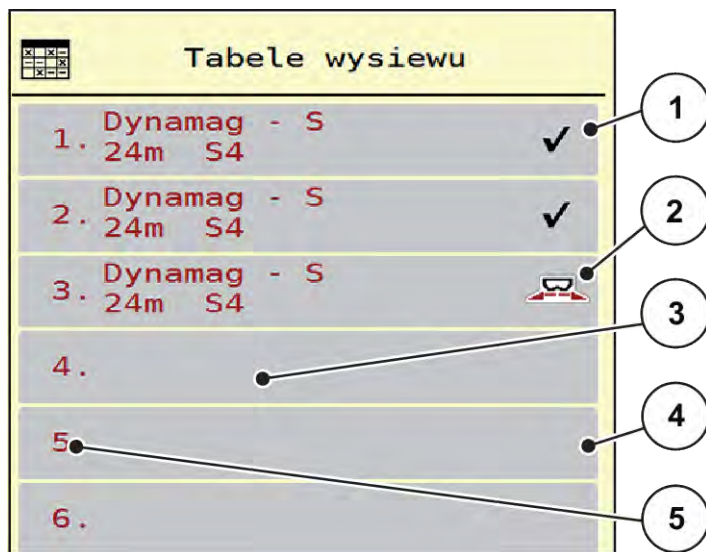 Tabele wysiewu
1. Dynamag - S
24m S4
2. Dynamag - S
24m S4
3. Dynamag - S
24m S4
4.
5
6.
1
2
3
4
5